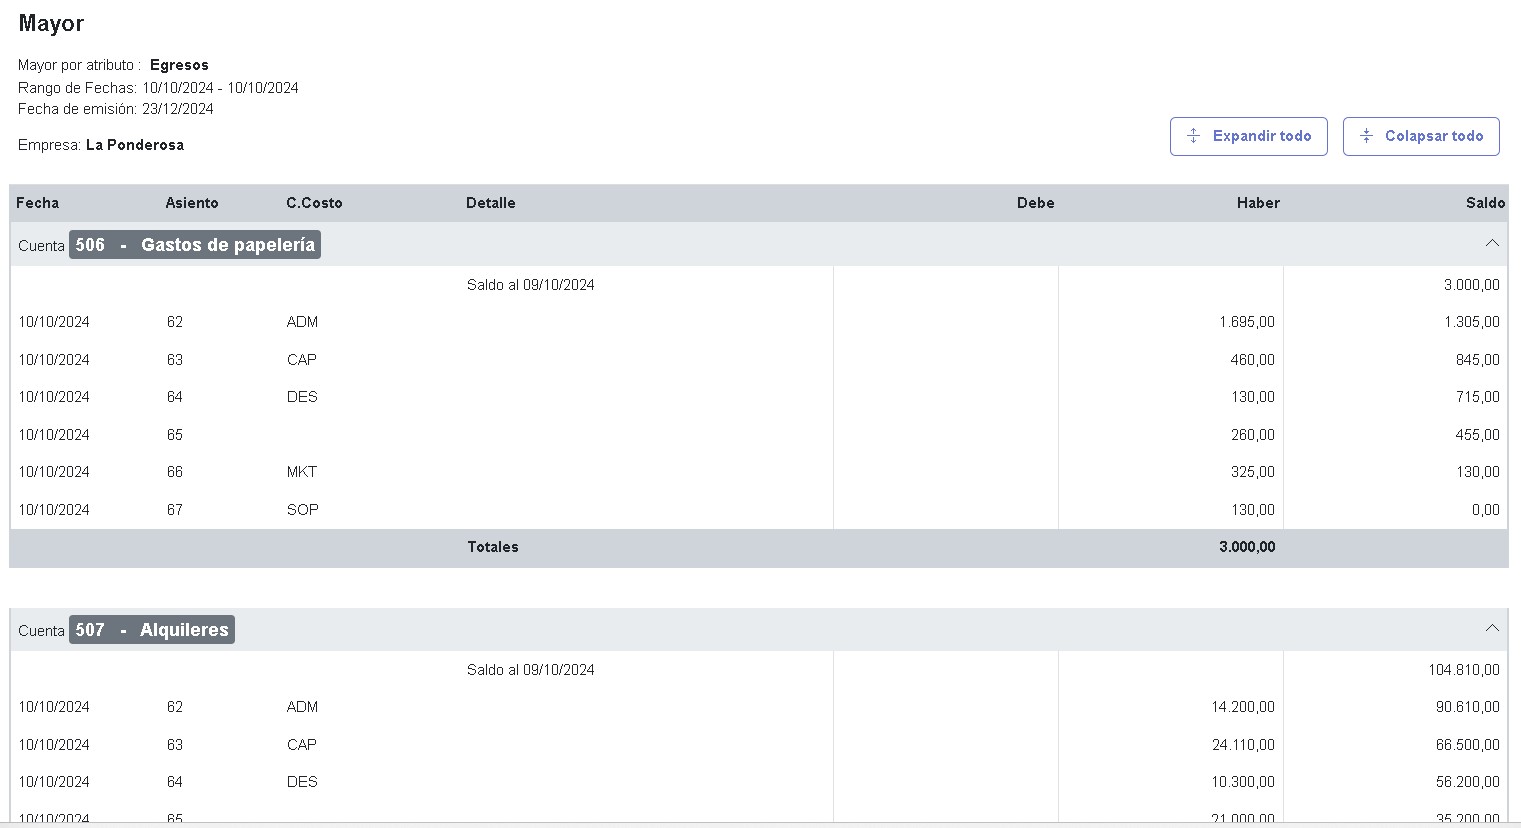 Mayor
Mayor por atributo : Egresos
Rango de Fechas: 10/10/2024 - 10/10/2024
Fecha de emisión: 23/12/2024
Empresa: La Ponderosa
Expandir todo Colapsar todo
Fecha Asiento C.Costo Detalle Debe Haber Saldo
Cuenta 506 - Gastos de papelería
Saldo al 09/10/2024 3.000,00
10/10/2024 62 ADM 1.695,00 1.305,00
10/10/2024 63 CAP 460,00 845,00
10/10/2024 64 DES 130,00 715,00
10/10/2024 65 260,00 455,00
10/10/2024 66 MKT 325,00 130,00
10/10/2024 67 SOP 130,00 0,00
Totales 3.000,00
Cuenta 507 - Alquileres
Saldo al 09/10/2024 104.810,00
10/10/2024 62 ADM 14.200,00 90.610,00
10/10/2024 63 CAP 24.110,00 66.500,00
10/10/2024 64 DES 10.300,00 56.200,00
10/10/2024 65 21.000,00 35.200,00